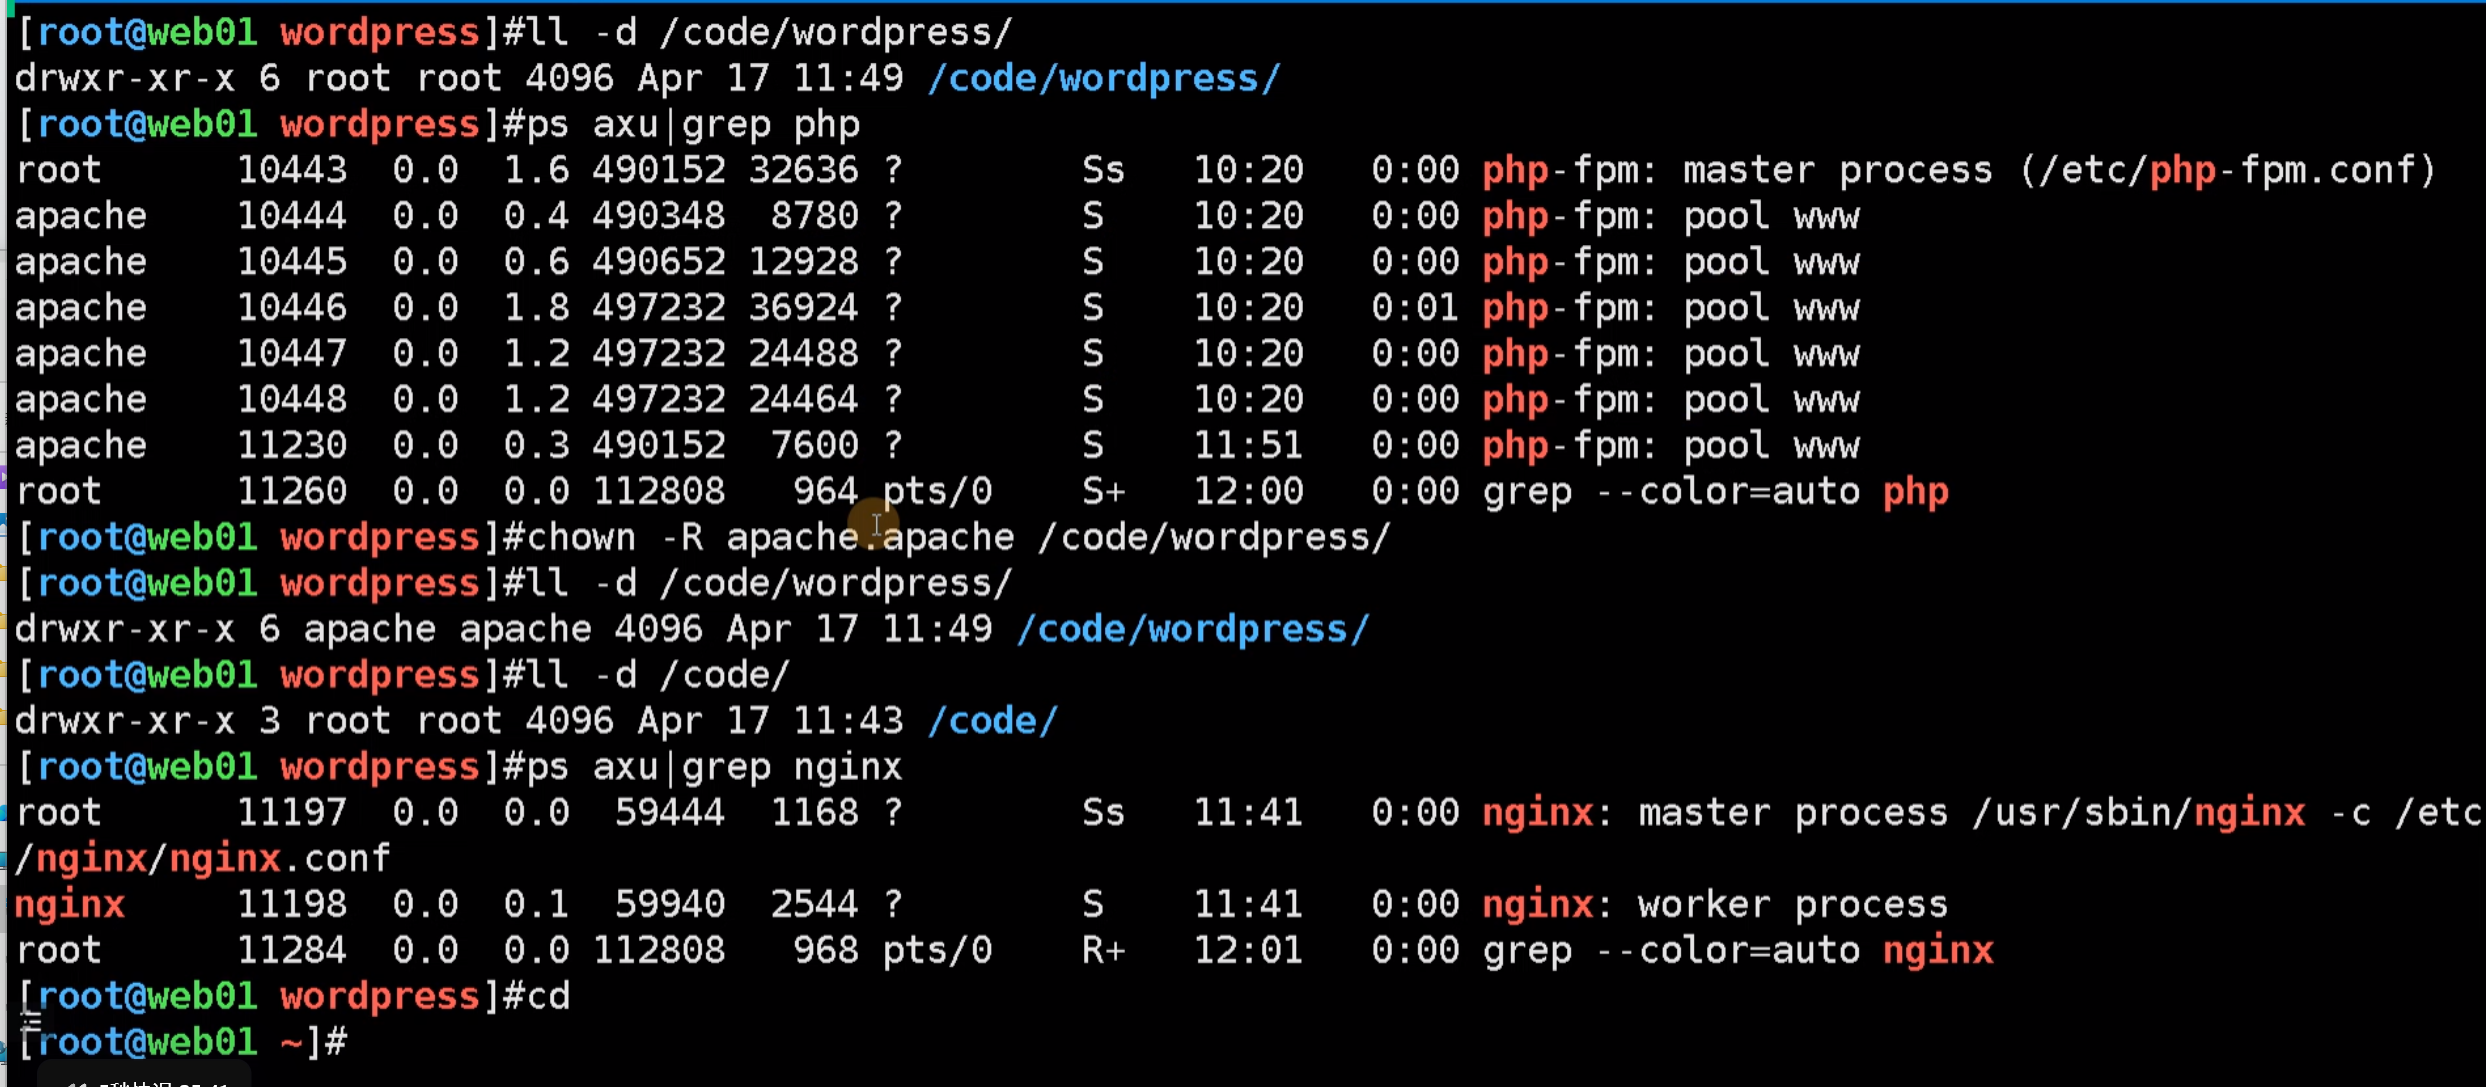 [root@web01 wordpress]#ll -d /code/wordpress/
drwxr-xr-x 6 root root 4096 Apr 17 11:49 /code/wordpress/
[root@web01 wordpress]#ps axu|grep php
root      10443  0.0  1.6 490152 32636 ?        Ss   10:20   0:00 php-fpm: master process (/etc/php-fpm.conf)
apache    10444  0.0  0.4 490348  8780 ?        S    10:20   0:00 php-fpm: pool www
apache    10445  0.0  0.6 490652 12928 ?        S    10:20   0:00 php-fpm: pool www
apache    10446  0.0  1.8 497232 36924 ?        S    10:20   0:01 php-fpm: pool www
apache    10447  0.0  1.2 497232 24488 ?        S    10:20   0:00 php-fpm: pool www
apache    10448  0.0  1.2 497232 24464 ?        S    10:20   0:00 php-fpm: pool www
apache    11230  0.0  0.3 490152  7600 ?        S    11:51   0:00 php-fpm: pool www
root      11260  0.0  0.0 112808   964 pts/0    S+   12:00   0:00 grep --color=auto php
[root@web01 wordpress]#chown -R apache.apache /code/wordpress/
[root@web01 wordpress]#ll -d /code/wordpress/
drwxr-xr-x 6 apache apache 4096 Apr 17 11:49 /code/wordpress/
[root@web01 wordpress]#ll -d /code/
drwxr-xr-x 3 root root 4096 Apr 17 11:43 /code/
[root@web01 wordpress]#ps axu|grep nginx
root      11197  0.0  0.0  59444  1168 ?        Ss   11:41   0:00 nginx: master process /usr/sbin/nginx -c /etc
/nginx/nginx.conf
nginx     11198  0.0  0.1  59940  2544 ?        S    11:41   0:00 nginx: worker process
root      11284  0.0  0.0 112808   968 pts/0    R+   12:01   0:00 grep --color=auto nginx
[root@web01 wordpress]#cd
[root@web01 ~]#